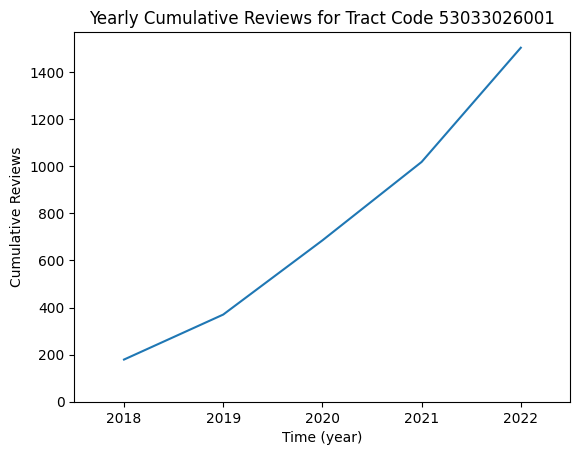 Yearly Cumulative Reviews for Tract Code 53033026001
Cumulative Reviews
1400
1200
1000
800
600
400
200
0
2018 2019 2020 2021 2022
Time (year)